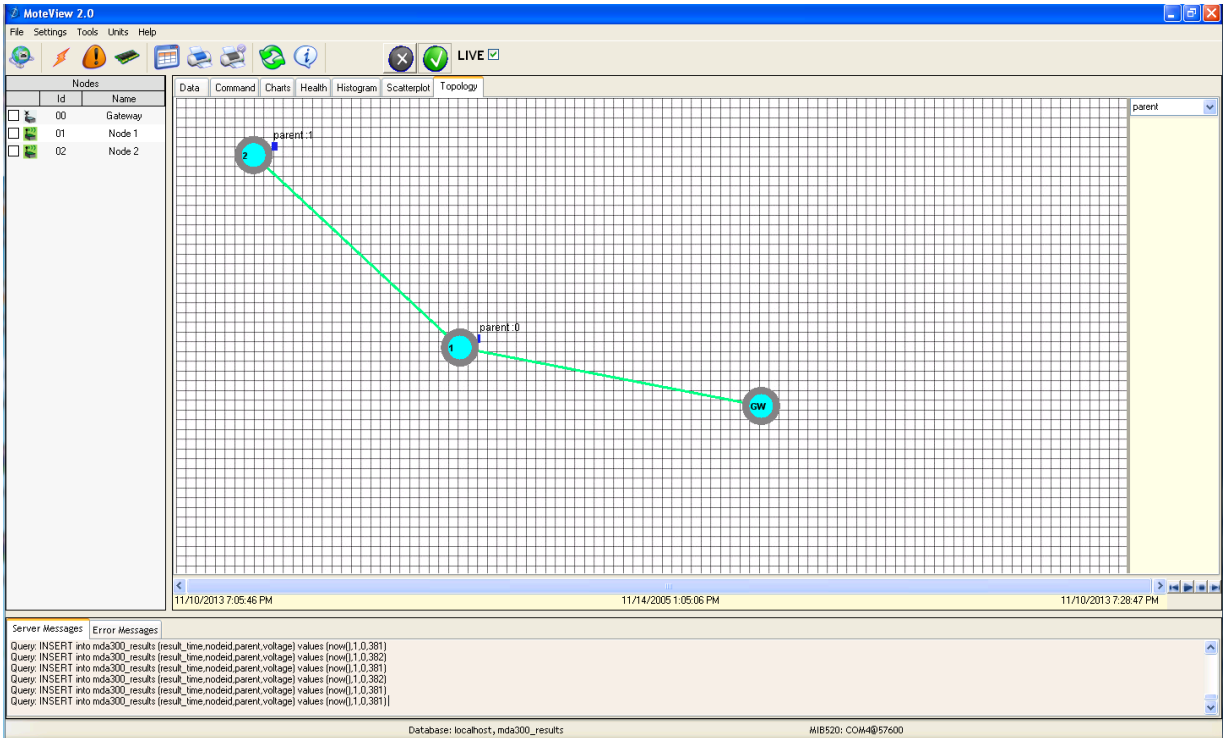 MoteView 2.0
File Settings Tools Units Help
LIVE
Nodes
Id Name
00 Gateway
01 Node 1
02 Node 2
Data Command Charts Health Histogram Scatterplot Topology
parent
parent :1
2
parent :0
1
GW
11/10/2013 7:05:46 PM 11/14/2005 1:05:06 PM 11/10/2013 7:28:47 PM
Server Messages Error Messages
Query: INSERT into mda300_results (result_time,nodeid,parent,voltage) values (now(),1,0,381)
Query: INSERT into mda300_results (result_time,nodeid,parent,voltage) values (now(),1,0,382)
Query: INSERT into mda300_results (result_time,nodeid,parent,voltage) values (now(),1,0,381)
Query: INSERT into mda300_results (result_time,nodeid,parent,voltage) values (now(),1,0,382)
Query: INSERT into mda300_results (result_time,nodeid,parent,voltage) values (now(),1,0,381)
Query: INSERT into mda300_results (result_time,nodeid,parent,voltage) values (now(),1,0,381)
Database: localhost, mda300_results MIB520: COM4@57600